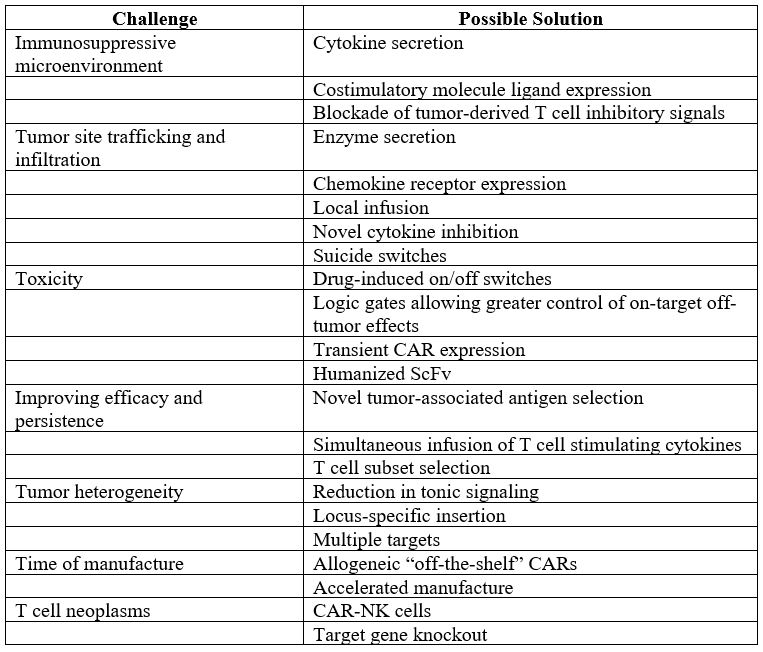 Challenge Possible Solution
Immunosuppressive Cytokine secretion
microenvironment
Costimulatory molecule ligand expression
Blockade of tumor-derived T cell inhibitory signals
Tumor site trafficking and Enzyme secretion
infiltration
Chemokine receptor expression
Local infusion
Novel cytokine inhibition
Suicide switches
Toxicity Drug-induced on/off switches
Logic gates allowing greater control of on-target off-
tumor effects
Transient CAR expression
Humanized ScFv
Improving efficacy and Novel tumor-associated antigen selection
persistence
Simultaneous infusion of T cell stimulating cytokines
T cell subset selection
Tumor heterogeneity Reduction in tonic signaling
Locus-specific insertion
Multiple targets
Time of manufacture Allogeneic “off-the-shelf” CARs
Accelerated manufacture
T cell neoplasms CAR-NK cells
Target gene knockout